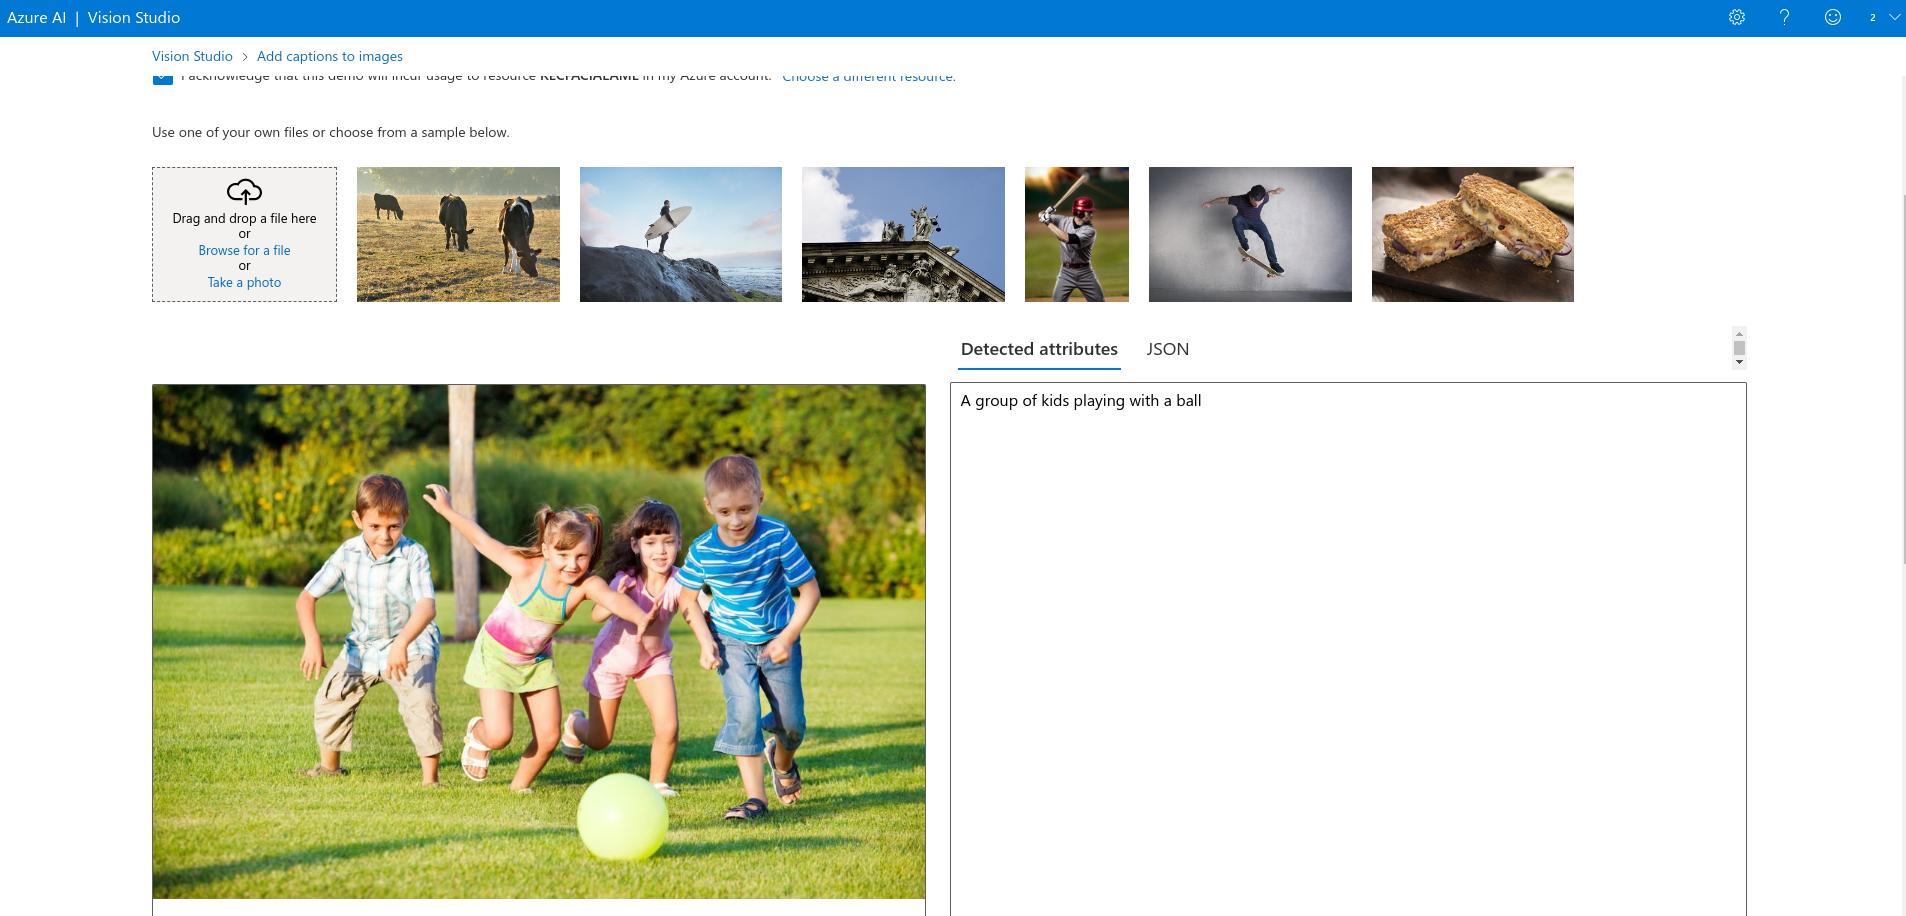 Azure AI | Vision Studio
2
Vision Studio > Add captions to images
I acknowledge that this demo will incur usage to resource RECFACIALAME in my Azure account. Choose a different resource.
Use one of your own files or choose from a sample below.
Drag and drop a file here
or
Browse for a file
or
Take a photo
Detected attributes JSON
A group of kids playing with a ball